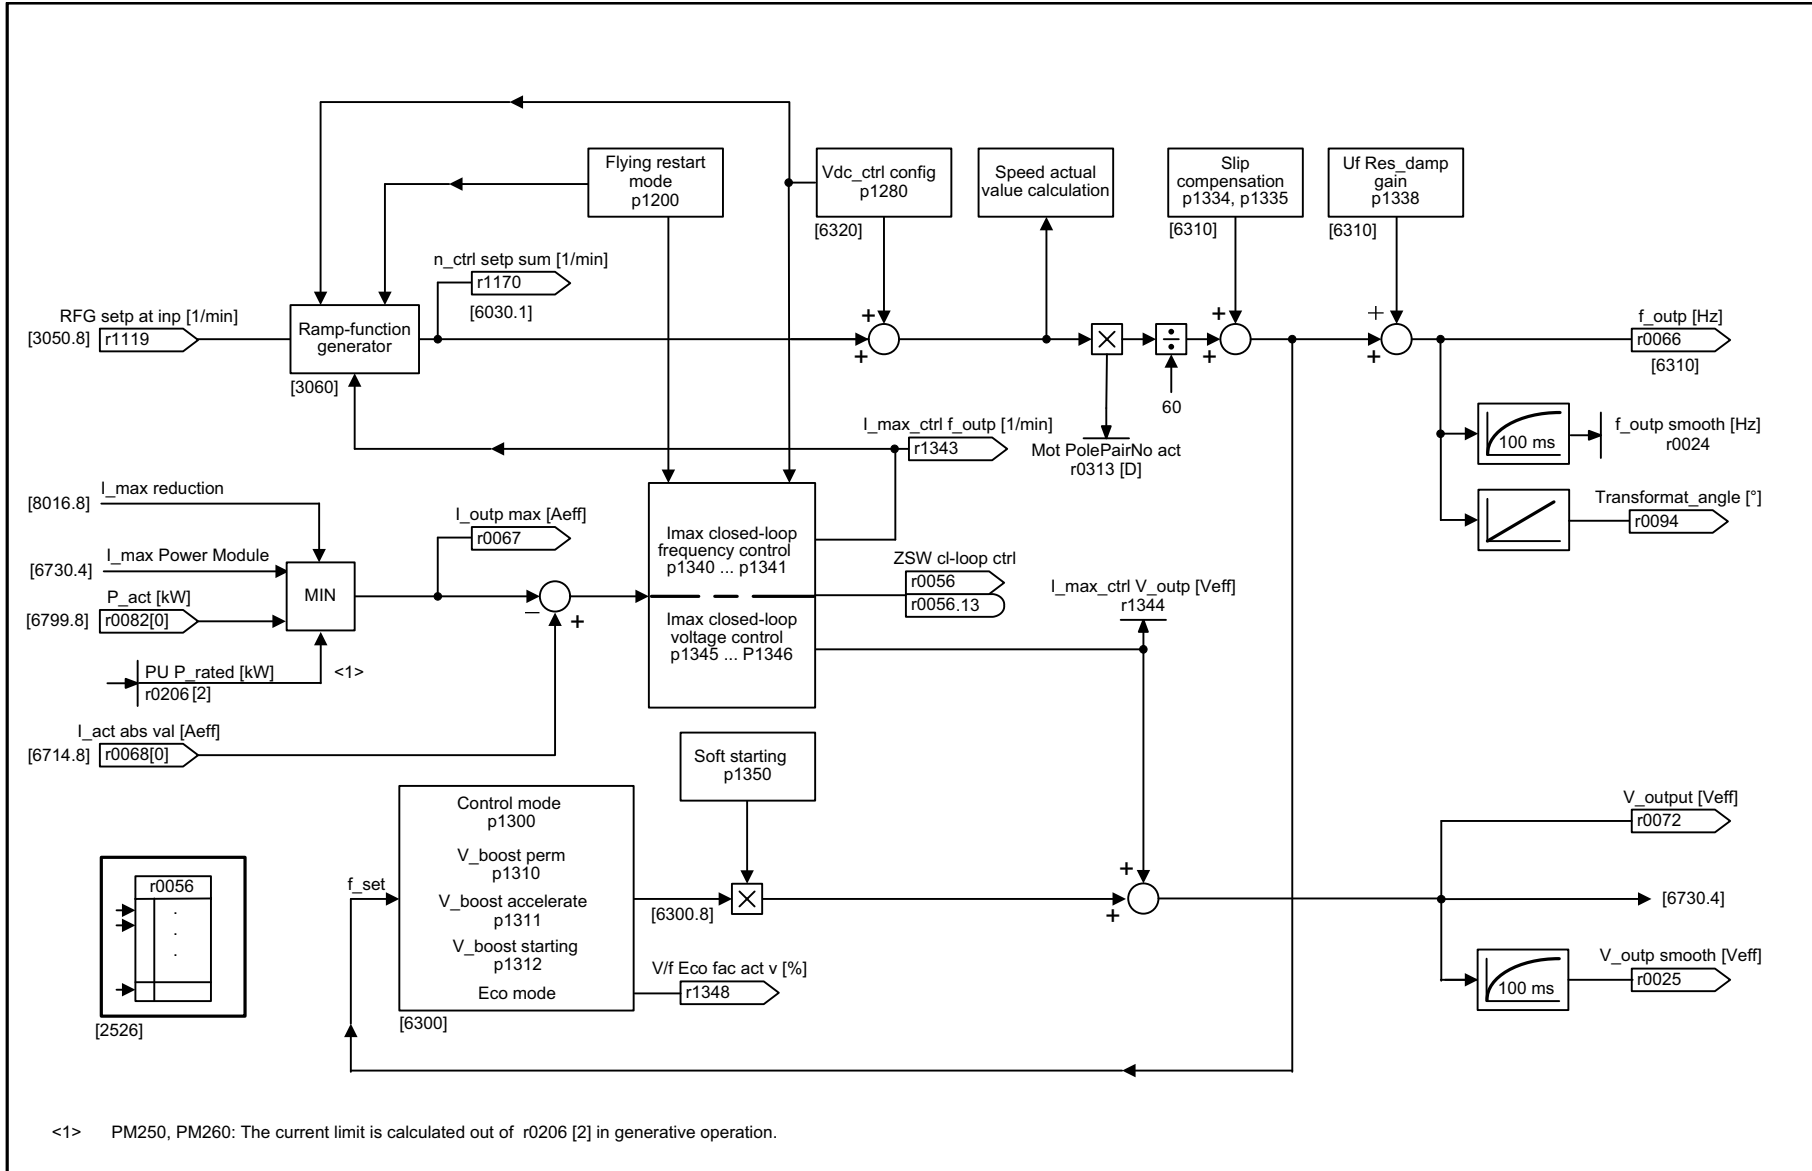 Flying restart
mode
p1200
Vdc_ctrl config
p1280
[6320]
Speed actual
value calculation
Slip
compensation
p1334, p1335
[6310]
Uf Res_damp
gain
p1338
[6310]
n_ctrl setp sum [1/min]
r1170
[6030.1]
RFG setp at inp [1/min]
[3050.8]
r1119
Ramp-function
generator
[3060]
+
+
×
÷
60
+
+
+
+
f_outp [Hz]
r0066
[6310]
Mot PolePairNo act
r0313 [D]
100 ms
f_outp smooth [Hz]
r0024
Transformat_angle [°]
r0094
I_max_ctrl f_outp [1/min]
r1343
[8016.8]
I_max reduction
[6730.4]
I_max Power Module
P_act [kW]
[6799.8]
r0082[0]
MIN
PU P_rated [kW]
r0206 [2]
<1>
I_outp max [Aeff]
r0067
−
+
I_act abs val [Aeff]
[6714.8]
r0068[0]
Imax closed-loop
frequency control
p1340 ... p1341
Imax closed-loop
voltage control
p1345 ... P1346
ZSW cl-loop ctrl
r0056
r0056.13
I_max_ctrl V_outp [Veff]
r1344
Soft starting
p1350
Control mode
p1300
V_boost perm
p1310
V_boost accelerate
p1311
V_boost starting
p1312
Eco mode
[6300]
f_set
[6300.8]
×
V/f Eco fac act v [%]
r1348
+
+
V_output [Veff]
r0072
[6730.4]
100 ms
V_outp smooth [Veff]
r0025
r0056
.
.
.
[2526]
<1> PM250, PM260: The current limit is calculated out of r0206 [2] in generative operation.